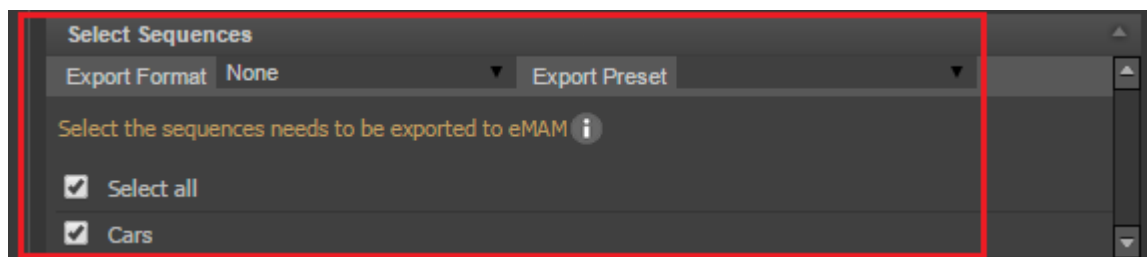 Select Sequences
Export Format None Export Preset
Select the sequences needs to be exported to eMAM i
Select all
Cars